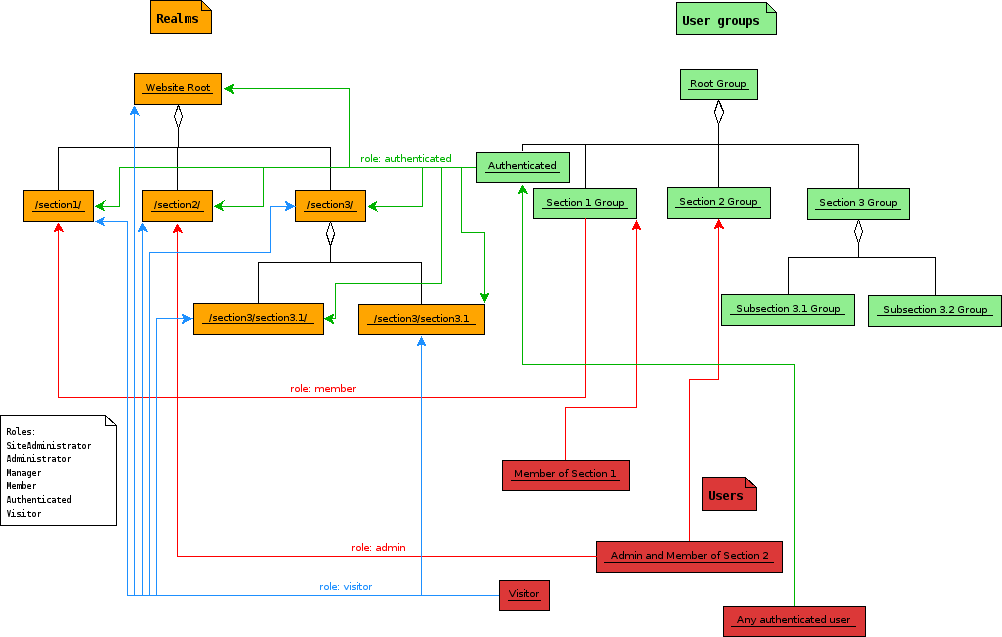 Realms
User groups
Website Root
Root Group
role: authenticated
Authenticated
/section1/
/section2/
/section3/
Section 1 Group
Section 2 Group
Section 3 Group
/section3/section3.1/
/section3/section3.1
Subsection 3.1 Group
Subsection 3.2 Group
role: member
Roles:
SiteAdministrator
Administrator
Manager
Member
Authenticated
Visitor
Member of Section 1
Users
role: admin
Admin and Member of Section 2
role: visitor
Visitor
Any authenticated user